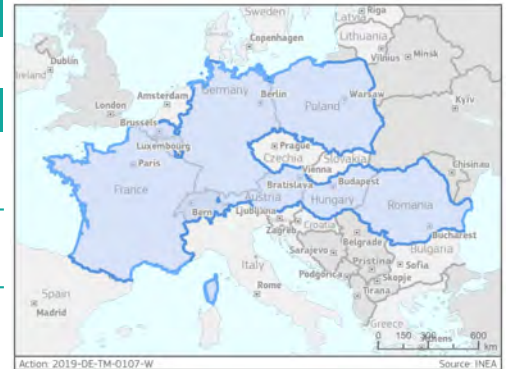 Sweden
Riga
Latvia
Copenhagen
Lithuania
Vilnius
Minsk
Dublin
Ireland
Amsterdam
Germany
Berlin
Warsaw
Poland
London
Brussels
Kyiv
Luxembourg
Prague
Czechia
Slovakia
Paris
Vienna
Chisinau
Bratislava
Budapest
France
Austria
Hungary
Bern
Ljubljana
Romania
Zagreb
Croatia
Belgrade
Bucharest
Sarajevo
Bulgaria
Italy
Pristina
Sofia
Podgorica
Skopje
Rome
Tirana
Spain
Madrid
Greece
Athens
0 150 300 600
km
Action: 2019-DE-TM-0107-W
Source: INEA